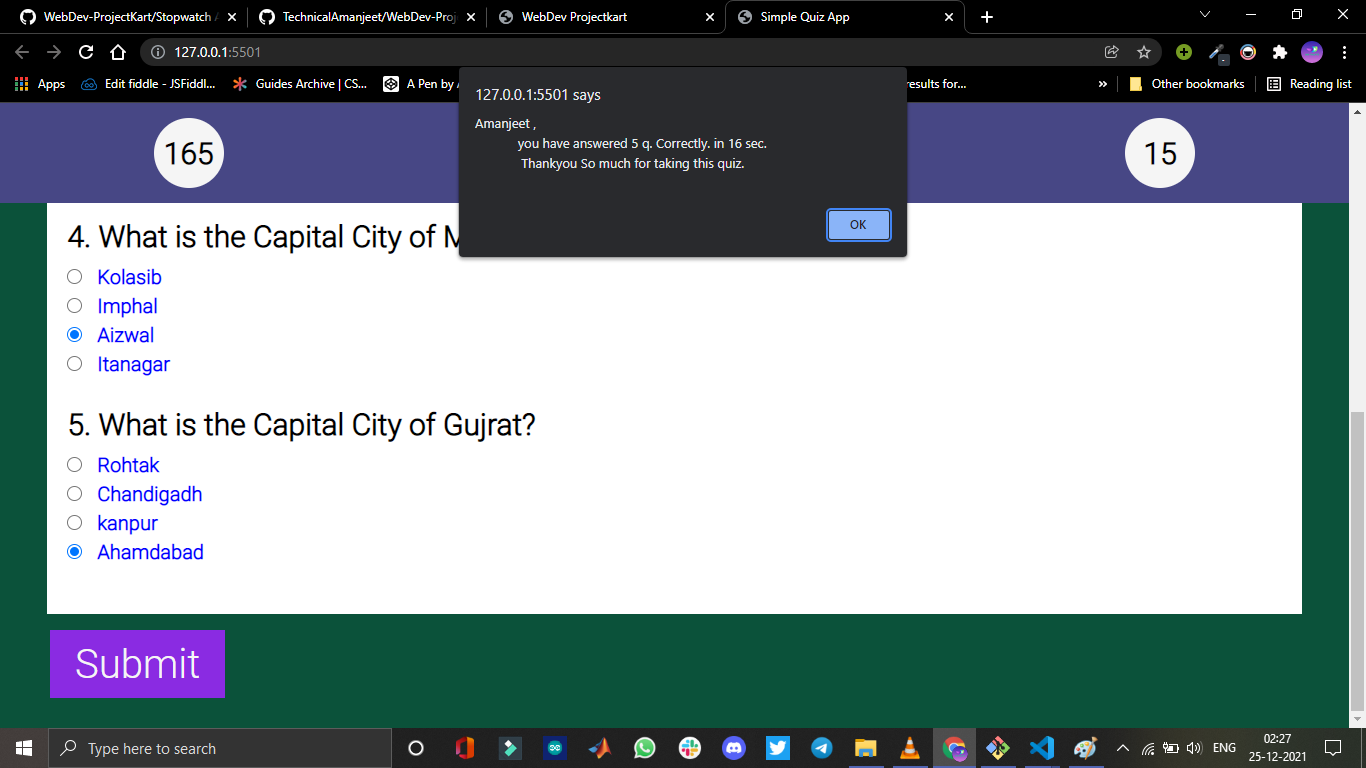 WebDev-ProjectKart/Stopwatch
TechnicalAmanjeet/WebDev-Proj
WebDev Projectkart
Simple Quiz App
127.0.0.1:5501
Apps
Edit fiddle - JSFiddl...
Guides Archive | CS...
A Pen by
results for...
»
Other bookmarks
Reading list
127.0.0.1:5501 says
Amanjeet ,
you have answered 5 q. Correctly. in 16 sec.
Thankyou So much for taking this quiz.
OK
165
15
4. What is the Capital City of
Kolasib
Imphal
Aizwal
Itanagar
5. What is the Capital City of Gujrat?
Rohtak
Chandigadh
kanpur
Ahamdabad
Submit
Type here to search
ENG
02:27
25-12-2021